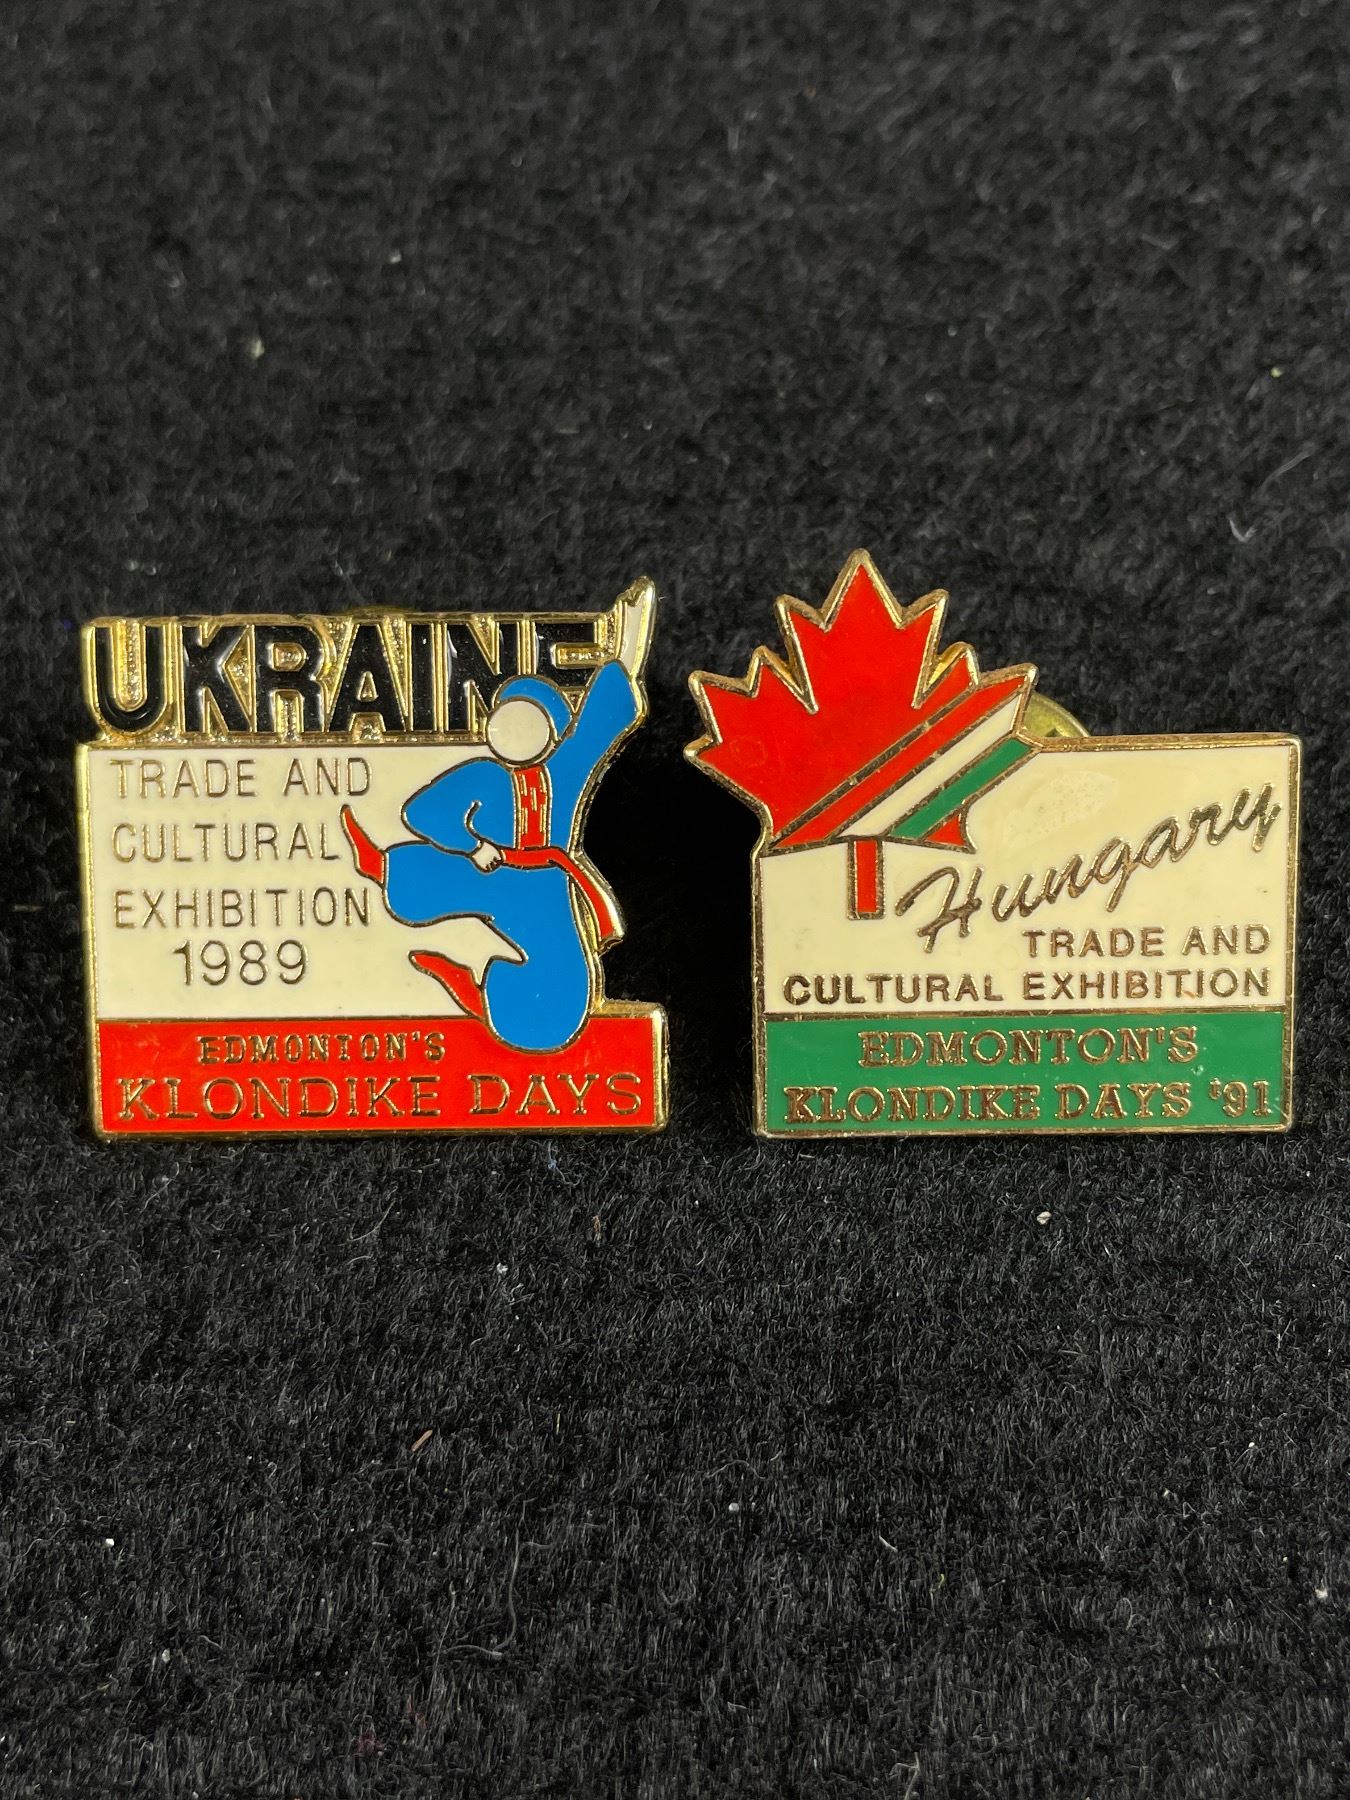 UKRAINE
TRADE AND
CULTURAL
EXHIBITION
1989
EDMONTON'S
KLONDIKE DAYS
Hungary
TRADE AND
CULTURAL EXHIBITION
EDMONTON'S
KLONDIKE DAYS '91